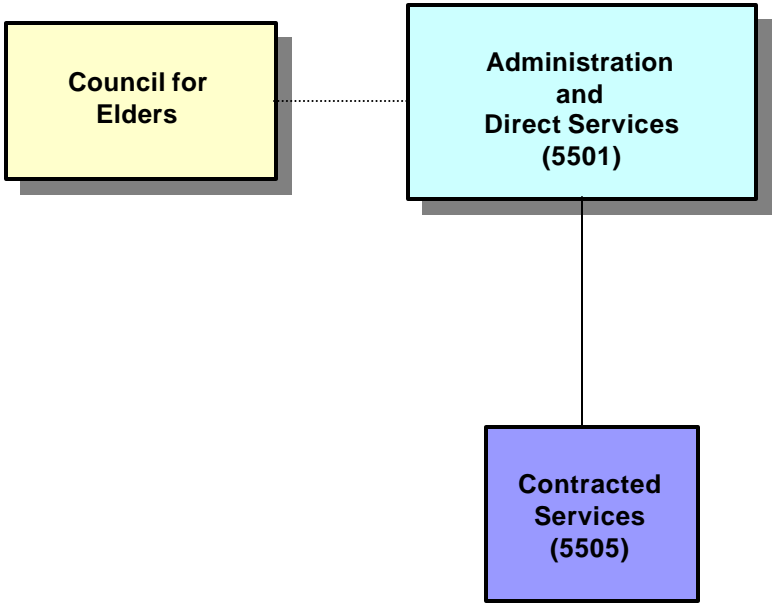 Council for
Elders
Administration
and
Direct Services
(5501)
Contracted
Services
(5505)